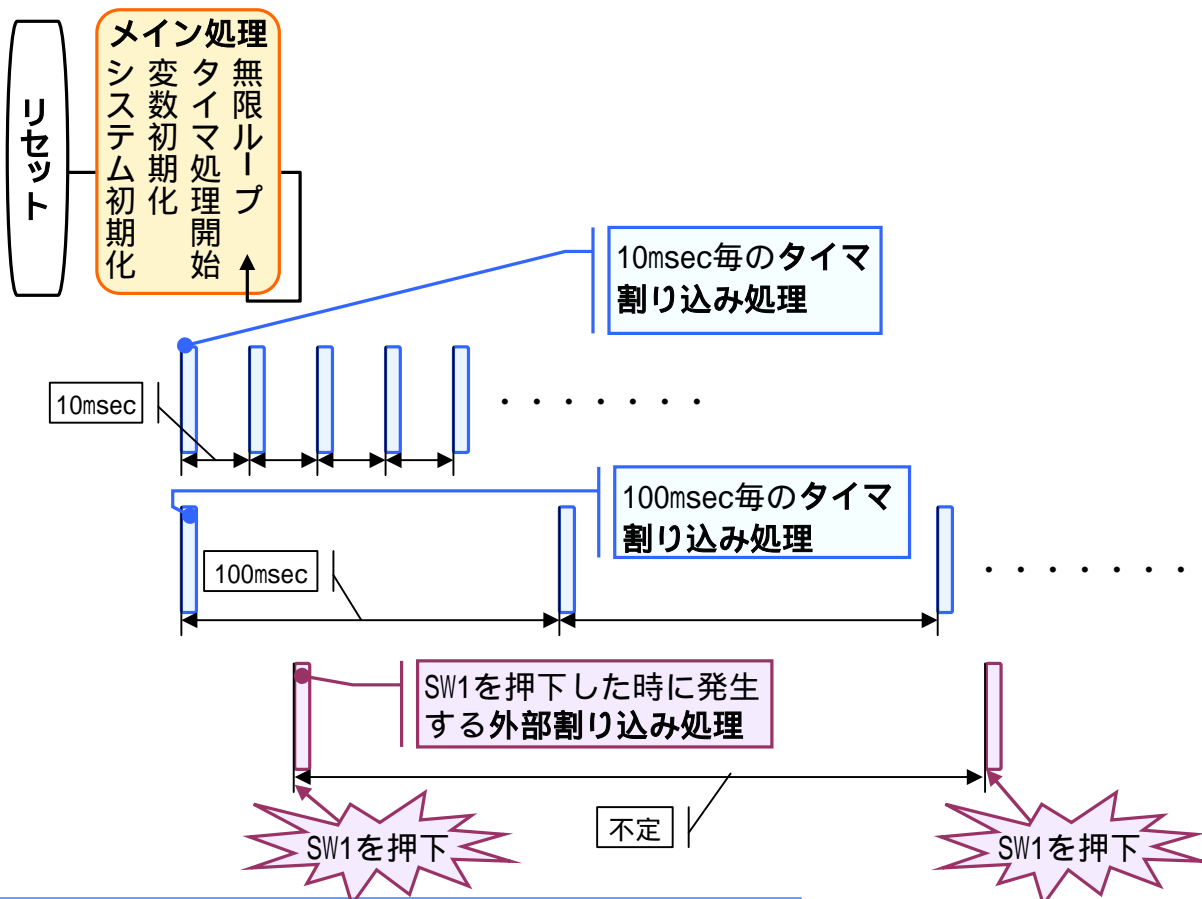 リセット
メイン処理
システム初期化
変数初期化
タイマ処理開始
無限ループ
10msec毎のタイマ
割り込み処理
10msec
・・・・・・・
100msec毎のタイマ
割り込み処理
100msec
・・・・・・・
SW1を押下した時に発生
する外部割り込み処理
不定
SW1を押下
SW1を押下